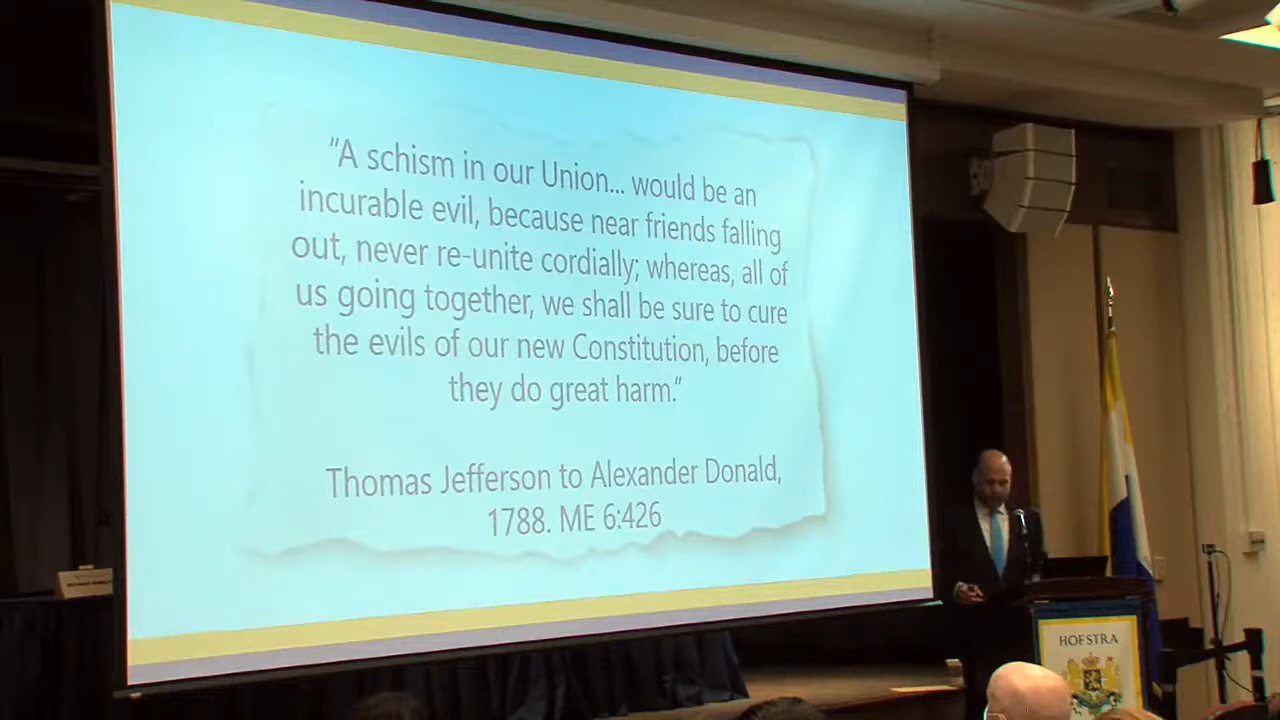 "A schism in our Union... would be an
incurable evil, because near friends falling
out, never re-unite cordially; whereas, all of
us going together, we shall be sure to cure
the evils of our new Constitution, before
they do great harm."
Thomas Jefferson to Alexander Donald,
1788. ME 6:426
HOFSTRA